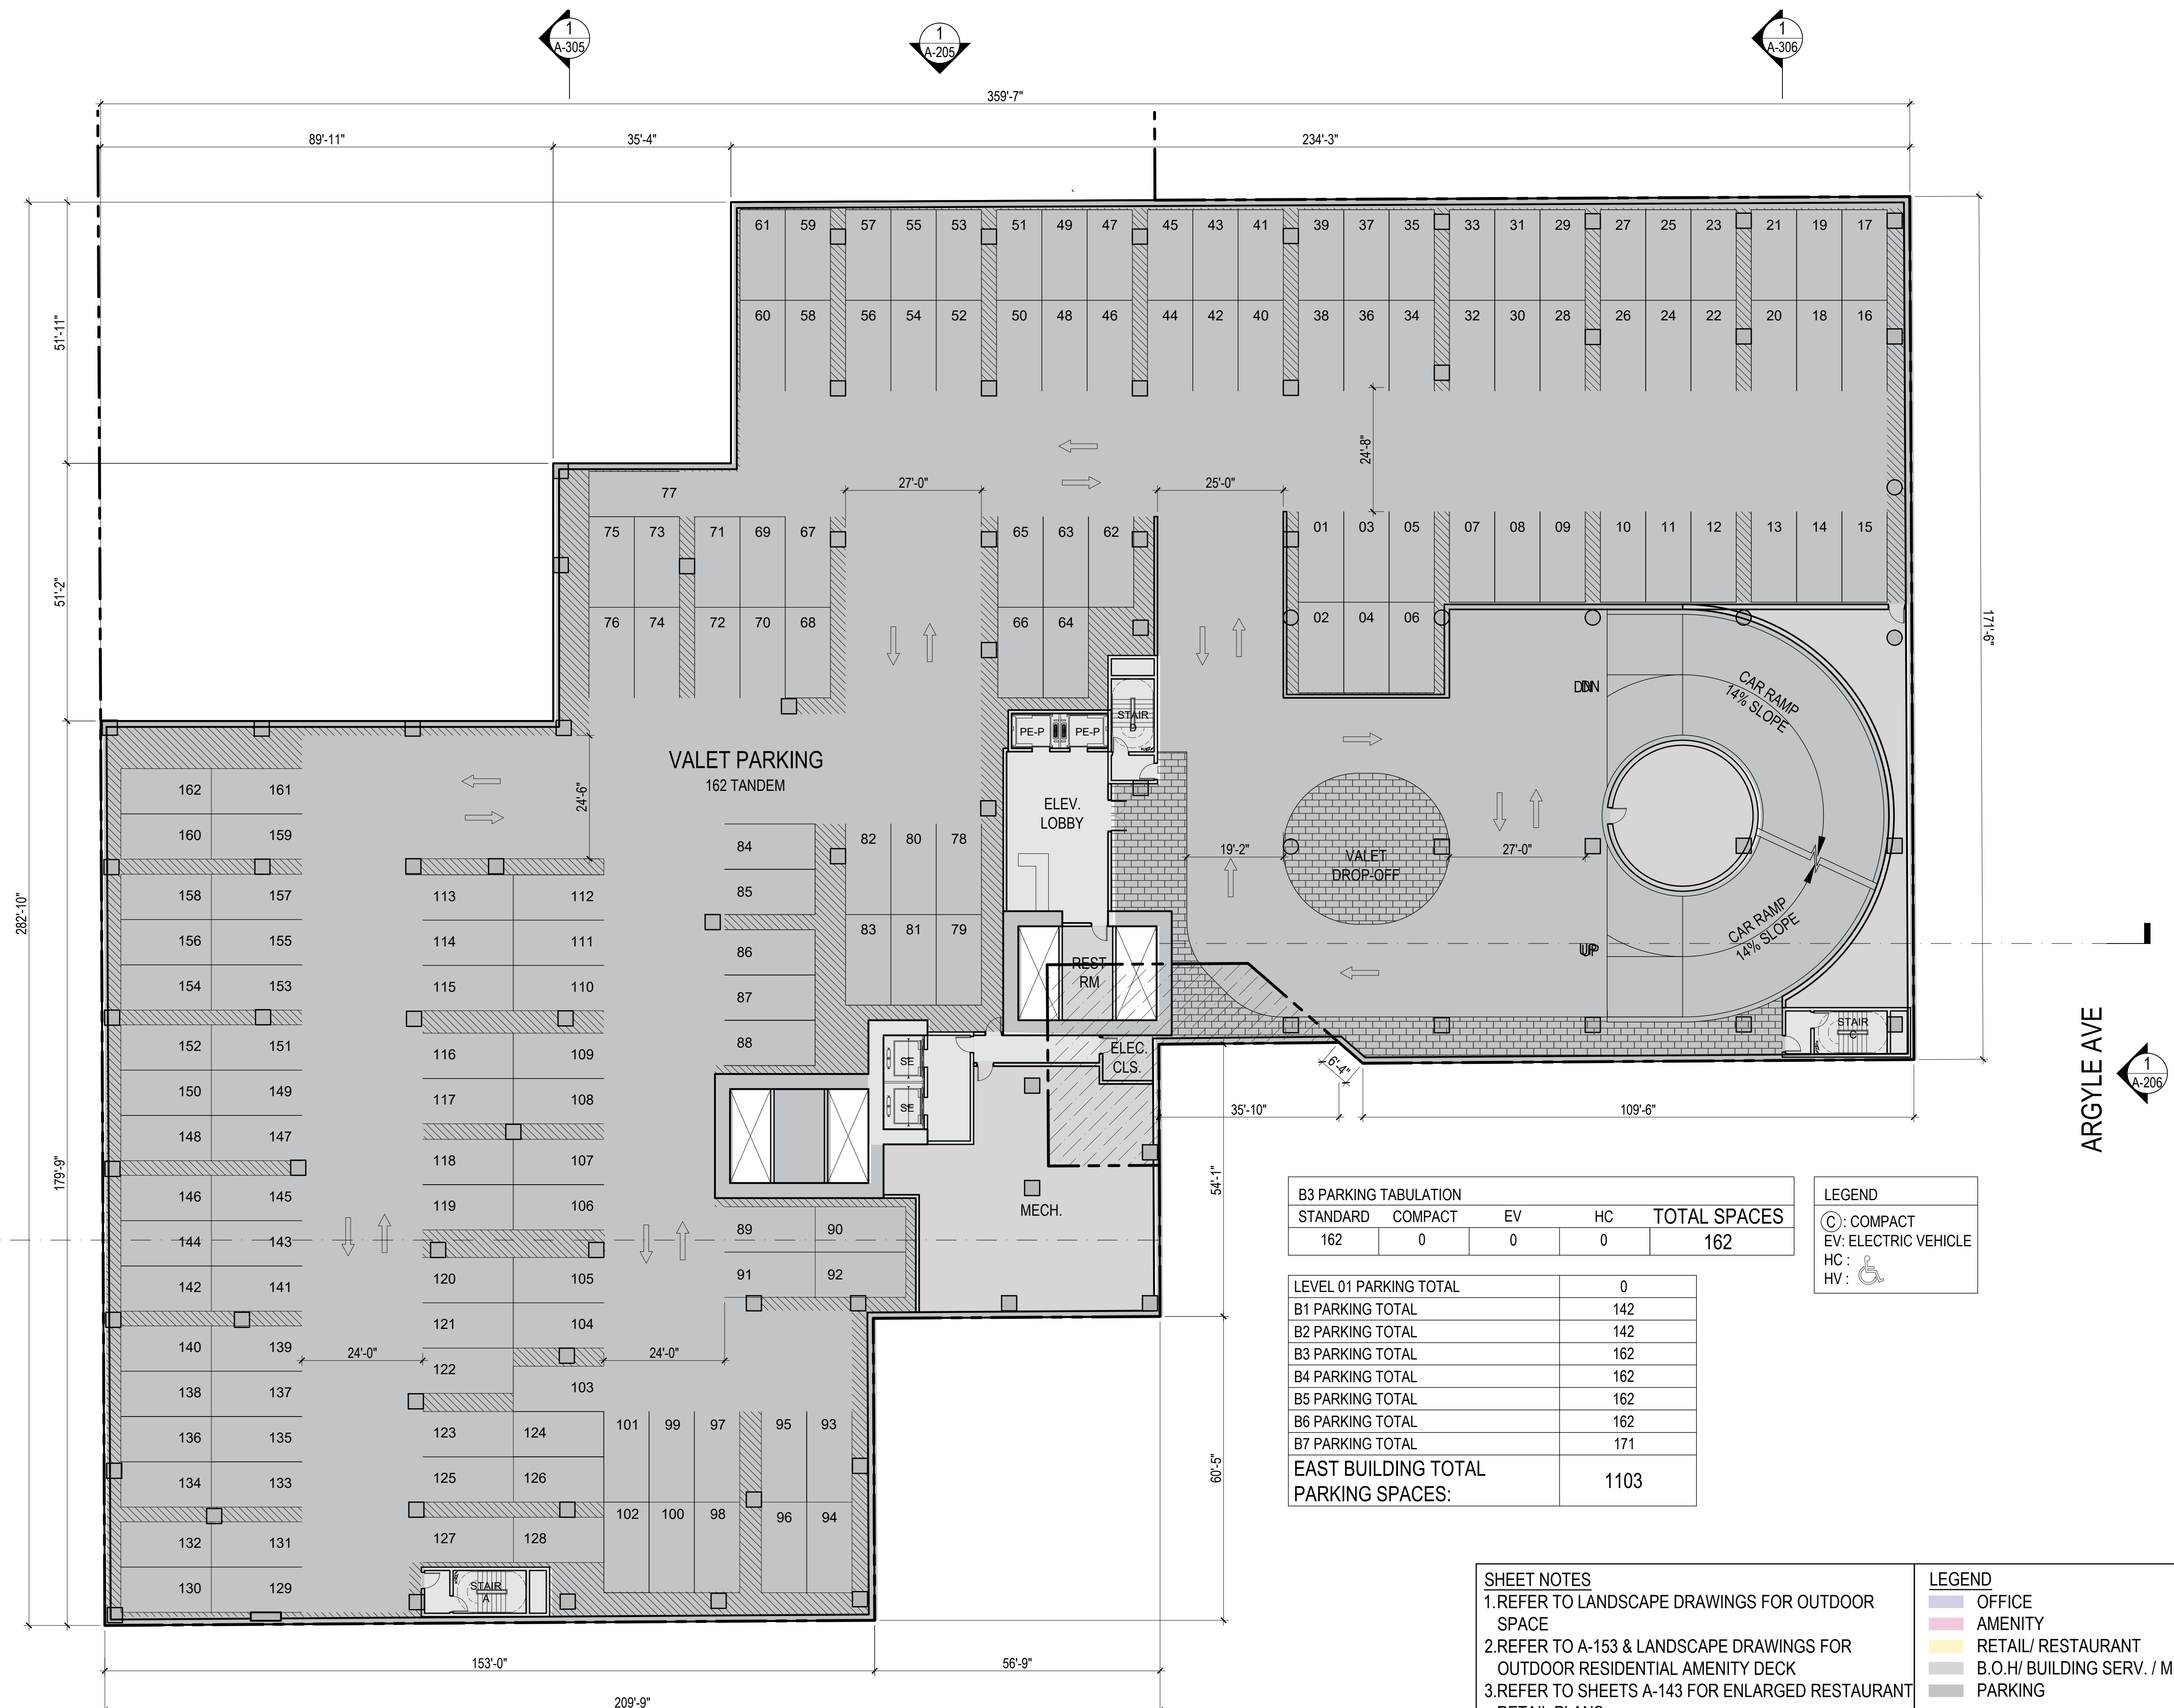 1
A-305
1
A-205
1
A-306
359'-7"
89'-11"
35'-4"
234'-3"
61 59 57 55 53 51 49 47 45 43 41 39 37 35 33 31 29 27 25 23 21 19 17
60 58 56 54 52 50 48 46 44 42 40 38 36 34 32 30 28 26 24 22 20 18 16
51'-11"
24'-8"
77
27'-0"
25'-0"
75 73 71 69 67 65 63 62 01 03 05 07 08 09 10 11 12 13 14 15
51'-2"
171'-6"
76 74 72 70 68 66 64 02 04 06
DN
CAR RAMP
14% SLOPE
STAIR
PE-P PE-P
VALET PARKING
162 TANDEM
24'-6"
ELEV.
LOBBY
162 161
160 159
84
82 80 78
85
19'-2"
VALET
DROP-OFF
27'-0"
158 157 113 112
156 155 114 111
154 153 115 110
86
87
88
83 81 79
282'-10"
CAR RAMP
14% SLOPE
UP
REST
RM
STAIR
C
ELEC.
CLS.
SE
SE
6'-4"
35'-10"
109'-6"
ARGYLE AVE
1
A-206
152 151 116 109
150 149 117 108
148 147 118 107
146 145 119 106
144 143
142 141 120 105
121 104
140 139 122
138 137 103
179'-9"
54'-1"
MECH.
89 90
91 92
24'-0"
24'-0"
136 135 123 124
134 133 125 126
132 131 127 128
130 129
101 99 97 95 93
102 100 98 96 94
60'-5"
STAIR
A
153'-0"
56'-9"
209'-9"
B3 PARKING TABULATION
STANDARD COMPACT EV HC TOTAL SPACES
162 0 0 0 162
LEGEND
C : COMPACT
EV: ELECTRIC VEHICLE
HC :
HV :
LEVEL 01 PARKING TOTAL 0
B1 PARKING TOTAL 142
B2 PARKING TOTAL 142
B3 PARKING TOTAL 162
B4 PARKING TOTAL 162
B5 PARKING TOTAL 162
B6 PARKING TOTAL 162
B7 PARKING TOTAL 171
EAST BUILDING TOTAL
PARKING SPACES: 1103
SHEET NOTES
1.REFER TO LANDSCAPE DRAWINGS FOR OUTDOOR
SPACE
2.REFER TO A-153 & LANDSCAPE DRAWINGS FOR
OUTDOOR RESIDENTIAL AMENITY DECK
3.REFER TO SHEETS A-143 FOR ENLARGED RESTAURANT
LEGEND
OFFICE
AMENITY
RETAIL/ RESTAURANT
B.O.H/ BUILDING SERV. / M
PARKING